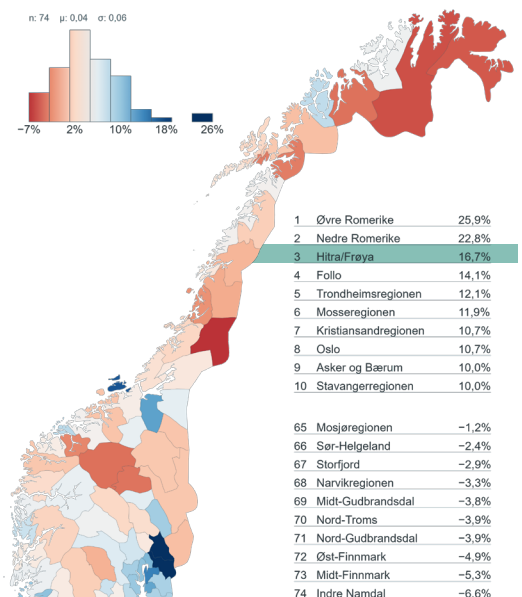 n: 74 μ: 0,04 σ: 0,06
−7% 2% 10% 18% 26%
1 Øvre Romerike 25,9%
2 Nedre Romerike 22,8%
3 Hitra/Frøya 16,7%
4 Follo 14,1%
5 Trondheimsregionen 12,1%
6 Mosseregionen 11,9%
7 Kristiansandregionen 10,7%
8 Oslo 10,7%
9 Asker og Bærum 10,0%
10 Stavangerregionen 10,0%
65 Mosjøregionen −1,2%
66 Sør-Helgeland −2,4%
67 Storfjord −2,9%
68 Narvikregionen −3,3%
69 Midt-Gudbrandsdal −3,8%
70 Nord-Troms −3,9%
71 Nord-Gudbrandsdal −3,9%
72 Øst-Finnmark −4,9%
73 Midt-Finnmark −5,3%
74 Indre Namdal −6,6%